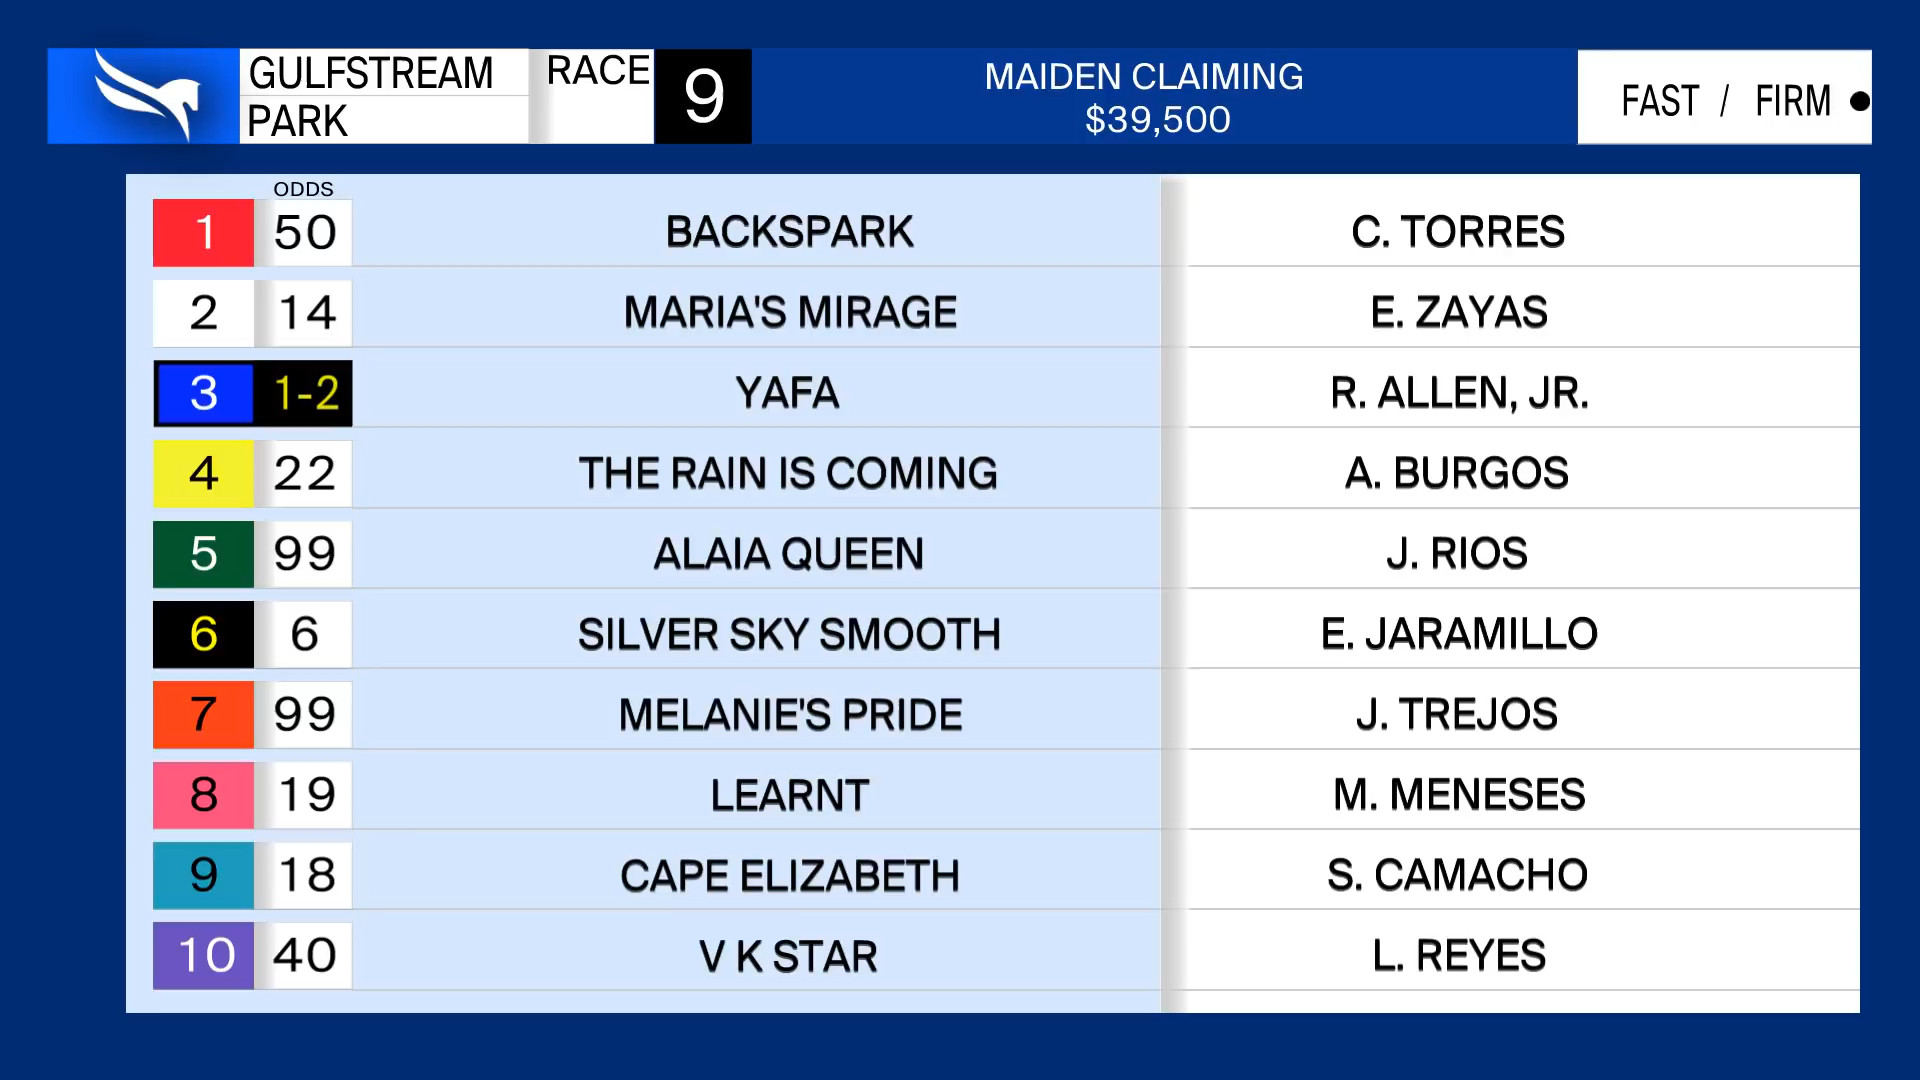 GULFSTREAM
PARK
RACE
9
MAIDEN CLAIMING
$39,500
FAST / FIRM
ODDS
1 50 BACKSPARK C. TORRES
2 14 MARIA'S MIRAGE E. ZAYAS
3 1-2 YAFA R. ALLEN, JR.
4 22 THE RAIN IS COMING A. BURGOS
5 99 ALAIA QUEEN J. RIOS
6 6 SILVER SKY SMOOTH E. JARAMILLO
7 99 MELANIE'S PRIDE J. TREJOS
8 19 LEARNT M. MENESES
9 18 CAPE ELIZABETH S. CAMACHO
10 40 V K STAR L. REYES